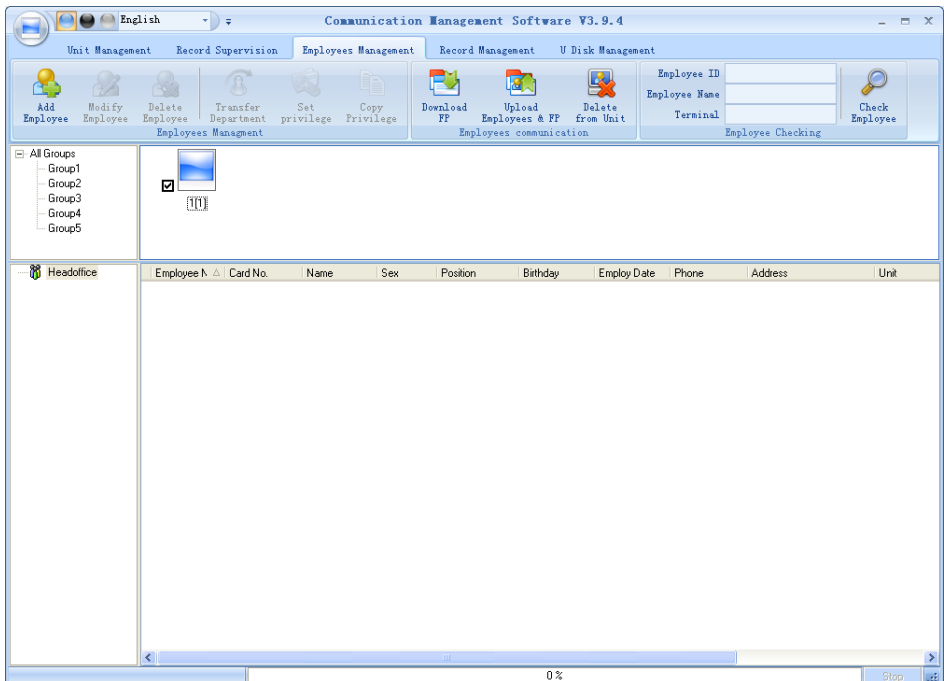 English Communication Management Software V3.9.4
Unit Management Record Supervision Employees Management Record Management U Disk Management
Add Employee Modify Employee Delete Employee Transfer Department Set privilege Copy Privilege
Employees Managment
Download FP Upload Employees & FP Delete from Unit
Employees communication
Employee ID
Employee Name
Terminal
Check Employee
Employee Checking
All Groups
Group1
Group2
Group3
Group4
Group5
1[1]
Headoffice
Employee N Card No. Name Sex Position Birthday Employ Date Phone Address Unit
0 % Stop